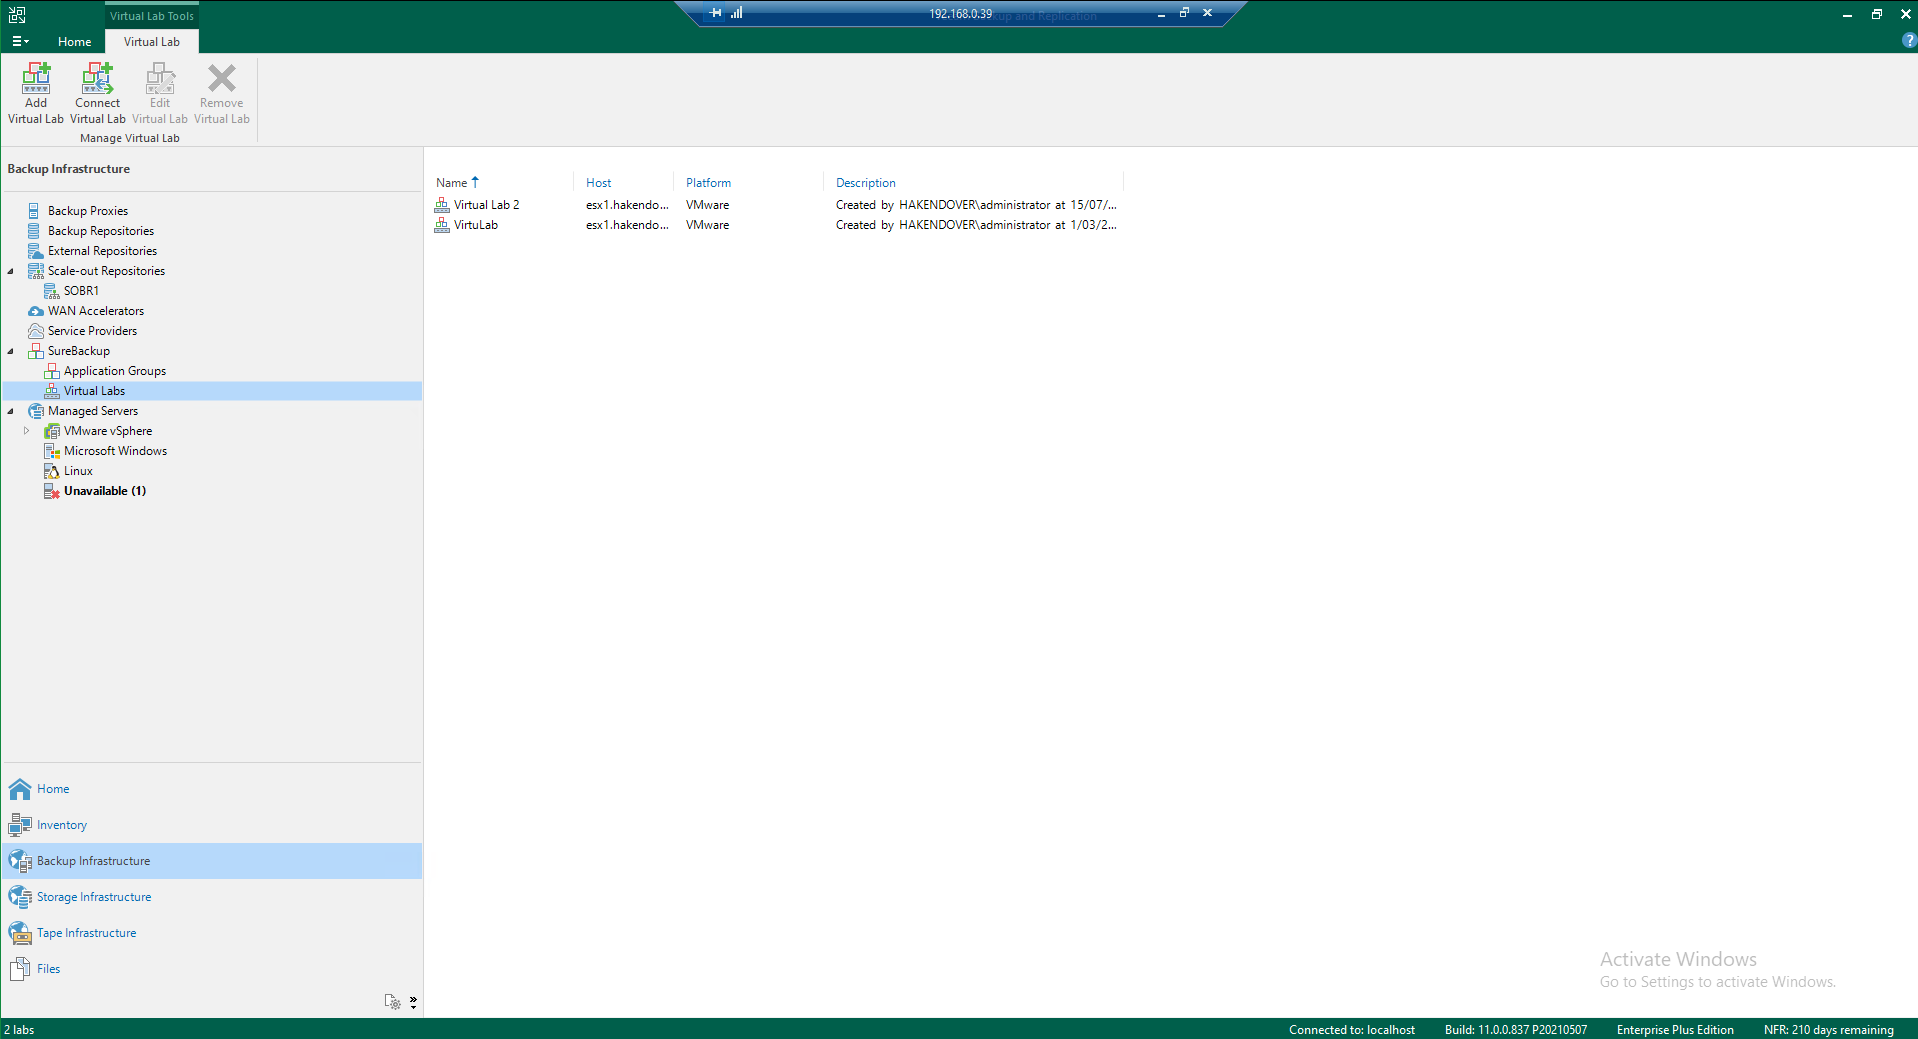 Virtual Lab Tools
192.168.0.39
Backup and Replication
Home
Virtual Lab
Add Virtual Lab
Connect Virtual Lab
Edit Virtual Lab
Remove Virtual Lab
Manage Virtual Lab
Backup Infrastructure
Backup Proxies
Backup Repositories
External Repositories
Scale-out Repositories
SOBR1
WAN Accelerators
Service Providers
SureBackup
Application Groups
Virtual Labs
Managed Servers
VMware vSphere
Microsoft Windows
Linux
Unavailable (1)
Name Host Platform Description
Virtual Lab 2 esx1.hakendo... VMware Created by HAKENDOVER\administrator at 15/07/...
VirtuLab esx1.hakendo... VMware Created by HAKENDOVER\administrator at 1/03/2...
Home
Inventory
Backup Infrastructure
Storage Infrastructure
Tape Infrastructure
Files
Activate Windows
Go to Settings to activate Windows.
2 labs
Connected to: localhost Build: 11.0.0.837 P20210507 Enterprise Plus Edition NFR: 210 days remaining